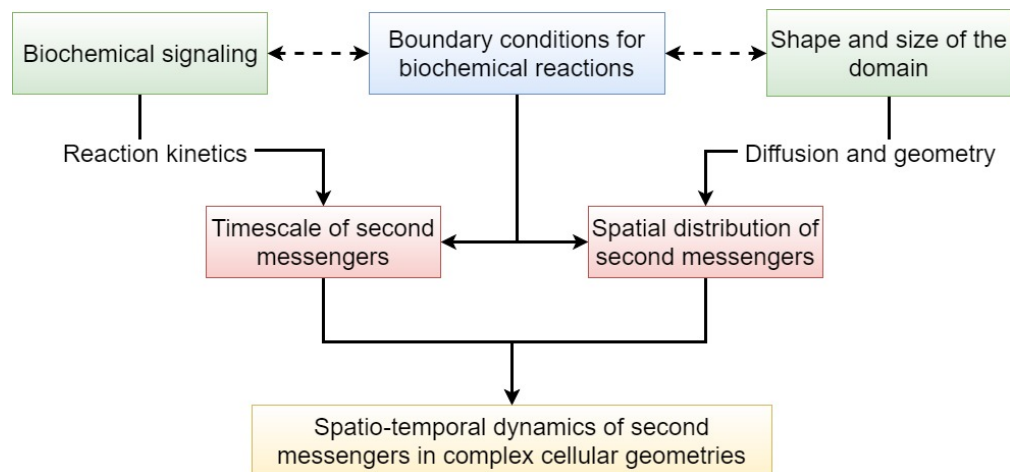 Biochemical signaling
Boundary conditions for
biochemical reactions
Shape and size of the
domain
Reaction kinetics
Diffusion and geometry
Timescale of second
messengers
Spatial distribution of
second messengers
Spatio-temporal dynamics of second
messengers in complex cellular geometries